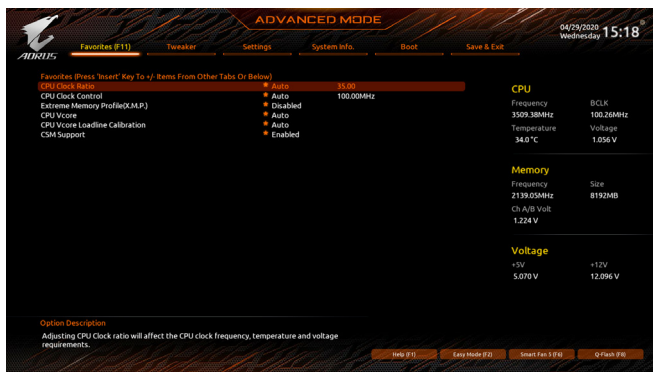 ADVANCED MODE
04/29/2020
Wednesday
15:18
AORUS
Favorites (F11)
Tweaker
Settings
System Info.
Boot
Save & Exit
Favorites (Press 'Insert' Key To +/- Items From Other Tabs Or Below)
CPU Clock Ratio * Auto 35.00
CPU Clock Control * Auto 100.00MHz
Extreme Memory Profile(X.M.P.) * Disabled
CPU Vcore * Auto
CPU Vcore Loadline Calibration * Auto
CSM Support * Enabled
CPU
Frequency BCLK
3509.38MHz 100.26MHz
Temperature Voltage
34.0 °C 1.056 V
Memory
Frequency Size
2139.05MHz 8192MB
Ch A/B Volt
1.224 V
Voltage
+5V +12V
5.070 V 12.096 V
Option Description
Adjusting CPU Clock ratio will affect the CPU clock frequency, temperature and voltage
requirements.
Help (F1)
Easy Mode (F2)
Smart Fan 5 (F6)
Q-Flash (F8)